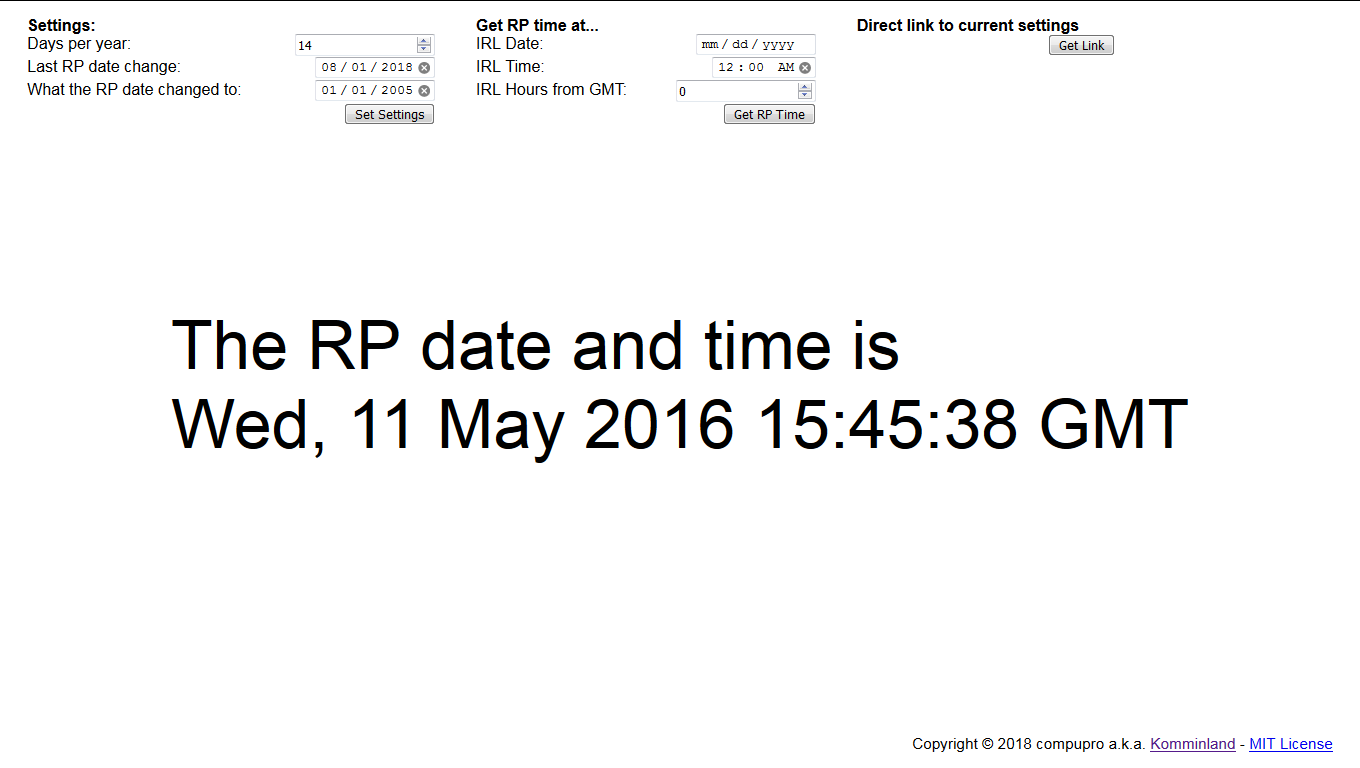 Settings:
Days per year: 14
Last RP date change: 08 / 01 / 2018
What the RP date changed to: 01 / 01 / 2005
Set Settings
Get RP time at...
IRL Date: mm / dd / yyyy
IRL Time: 12 : 00 AM
IRL Hours from GMT: 0
Get RP Time
Direct link to current settings
Get Link
The RP date and time is
Wed, 11 May 2016 15:45:38 GMT
Copyright © 2018 compupro a.k.a. Komminland - MIT License